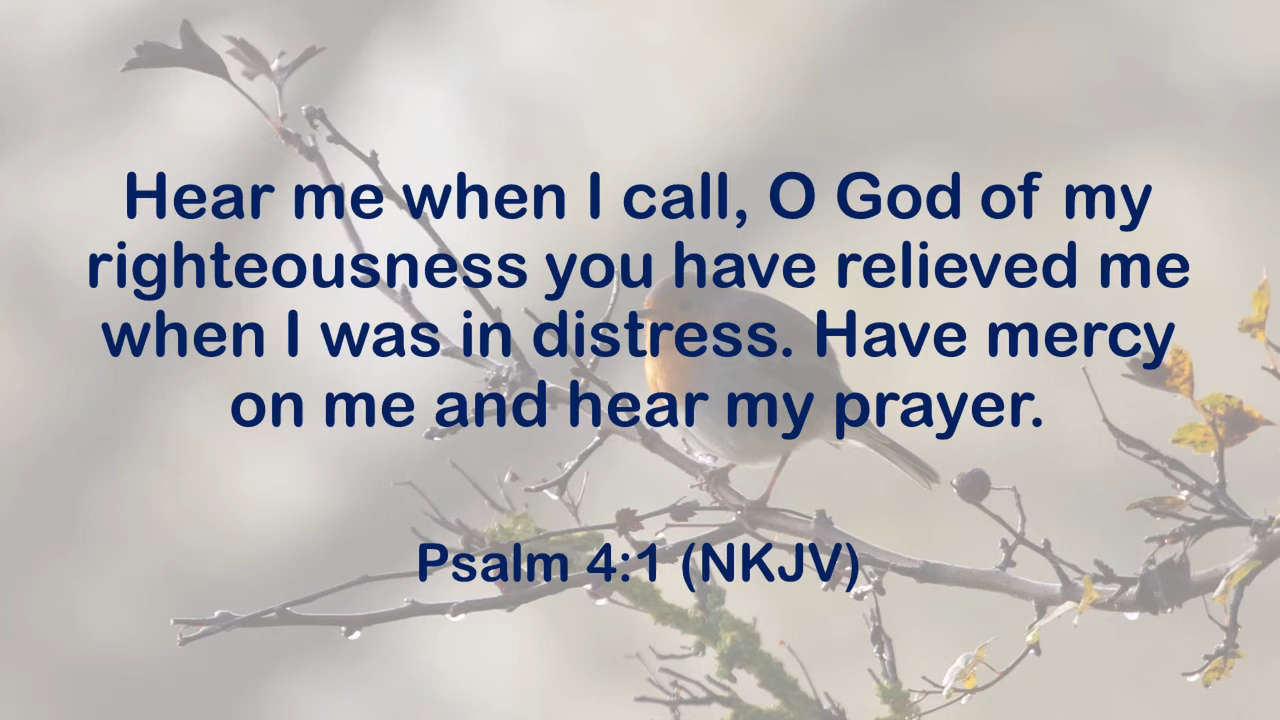 Hear me when I call, O God of my
righteousness you have relieved me
when I was in distress. Have mercy
on me and hear my prayer.
Psalm 4:1 (NKJV)